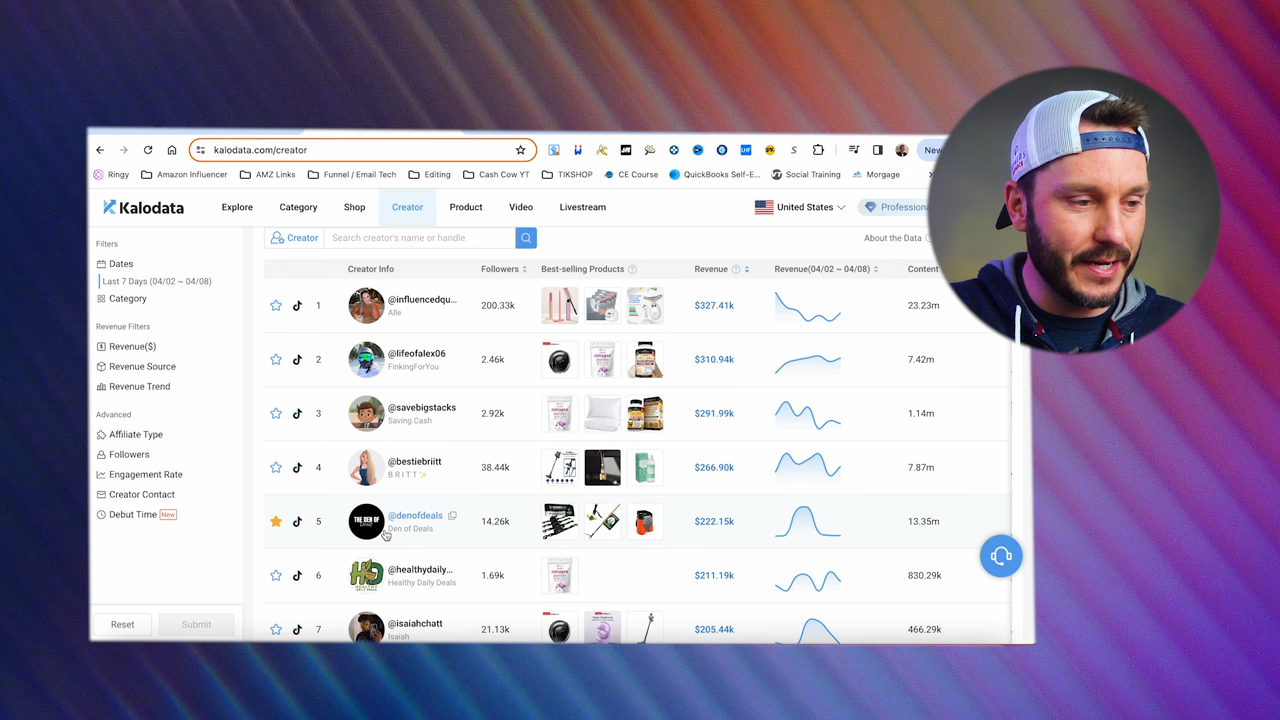 kalodata.com/creator
New
Ringy Amazon Influencer AMZ Links Funnel / Email Tech Editing Cash Cow YT TIKSHOP CE Course QuickBooks Self-E... Social Training Morgage
Kalodata Explore Category Shop Creator Product Video Livestream United States Professiona
Creator Search creator's name or handle About the Data
Filters
Dates
Last 7 Days (04/02 ~ 04/08)
Category
Revenue Filters
Revenue($)
Revenue Source
Revenue Trend
Advanced
Affiliate Type
Followers
Engagement Rate
Creator Contact
Debut Time New
Reset Submit
Creator Info Followers Best-selling Products Revenue Revenue(04/02 ~ 04/08) Content
1 @influencedqu... 200.33k $327.41k 23.23m
Alle
2 @lifeofalex06 2.46k $310.94k 7.42m
FinkingForYou
3 @savebigstacks 2.92k $291.99k 1.14m
Saving Cash
4 @bestiebriitt 38.44k $266.90k 7.87m
B R I T T ✨
5 THE DEN OF @denofdeals 14.26k $222.15k 13.35m
Den of Deals
6 @healthydaily... 1.69k $211.19k 830.29k
Healthy Daily Deals
7 @isaiahchatt 21.13k $205.44k 466.29k
Isaiah